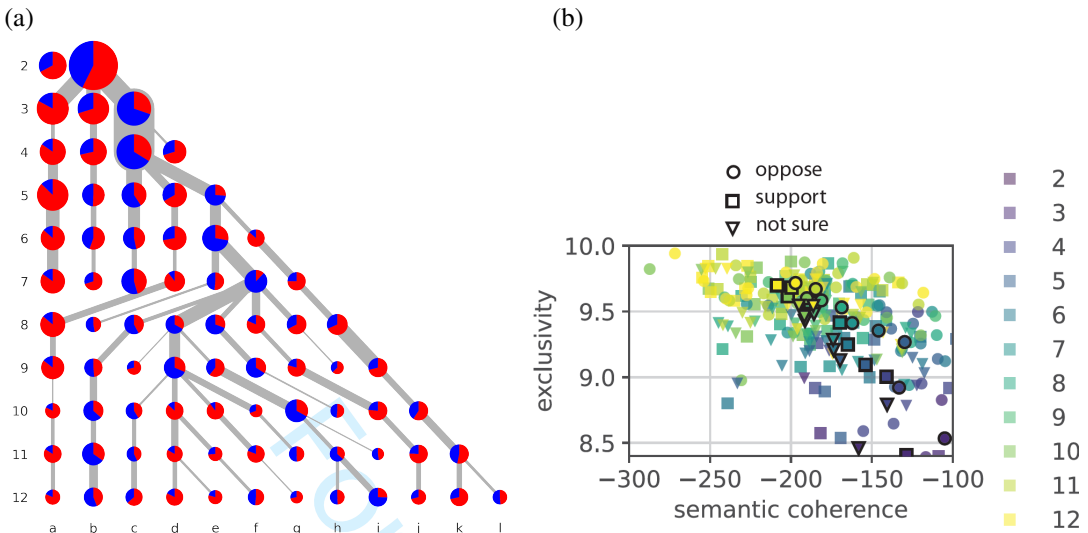 (a)
(b)
2
3
4
5
6
7
8
9
10
11
12
a b c d e f g h i j k l
oppose
support
not sure
10.0
9.5
9.0
8.5
exclusivity
−300 −250 −200 −150 −100
semantic coherence
2
3
4
5
6
7
8
9
10
11
12